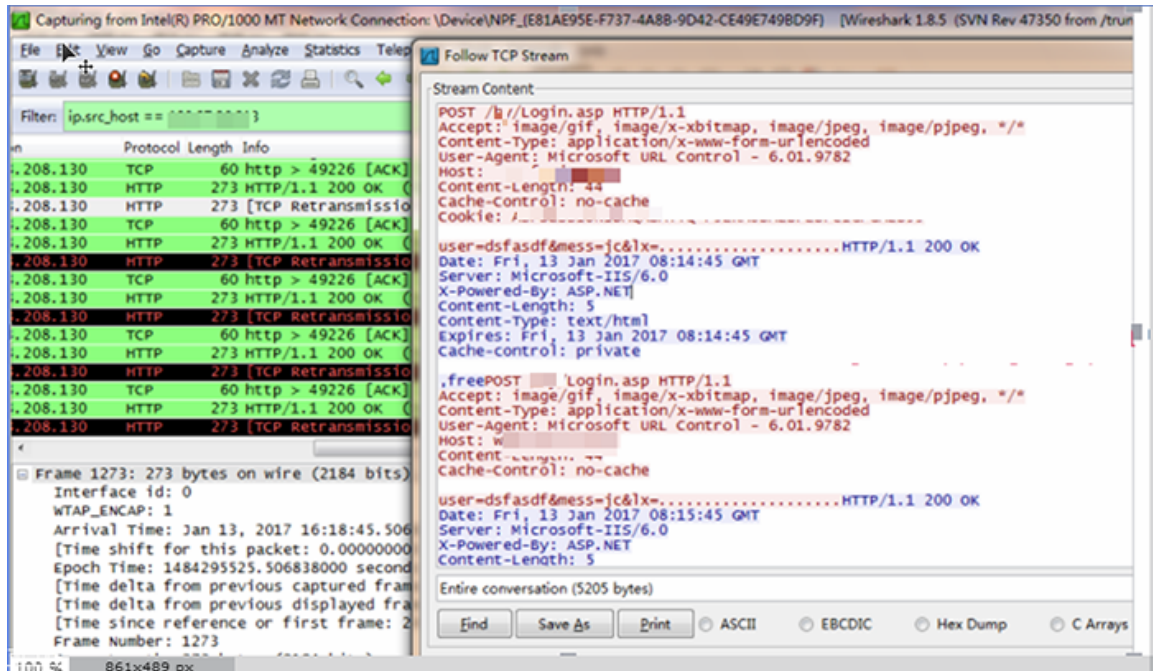 Capturing from Intel(R) PRO/1000 MT Network Connection: \Device\NPF_{E81AE95E-F737-4A8B-9D42-CE49E749BD9F} [Wireshark 1.8.5 (SVN Rev 47350 from /trun
File Edit View Go Capture Analyze Statistics Telep
Filter: ip.src_host == 3
n Protocol Length Info
.208.130 TCP 60 http > 49226 [ACK]
.208.130 HTTP 273 HTTP/1.1 200 OK (
.208.130 HTTP 273 [TCP Retransmissio
.208.130 TCP 60 http > 49226 [ACK]
.208.130 HTTP 273 HTTP/1.1 200 OK (
.208.130 HTTP 273 [TCP Retransmissio
.208.130 TCP 60 http > 49226 [ACK]
.208.130 HTTP 273 HTTP/1.1 200 OK (
.208.130 HTTP 273 [TCP Retransmissio
.208.130 TCP 60 http > 49226 [ACK]
.208.130 HTTP 273 HTTP/1.1 200 OK (
.208.130 HTTP 273 [TCP Retransmissio
.208.130 TCP 60 http > 49226 [ACK]
.208.130 HTTP 273 HTTP/1.1 200 OK (
.208.130 HTTP 273 [TCP Retransmissio
Frame 1273: 273 bytes on wire (2184 bits)
Interface id: 0
WTAP_ENCAP: 1
Arrival Time: Jan 13, 2017 16:18:45.506
[Time shift for this packet: 0.00000000
Epoch Time: 1484295525.506838000 second
[Time delta from previous captured fram
[Time delta from previous displayed fra
[Time since reference or first frame: 2
Frame Number: 1273
100 % 861x489 px
Follow TCP Stream
Stream Content
POST //Login.asp HTTP/1.1
Accept: image/gif, image/x-xbitmap, image/jpeg, image/pjpeg, */*
Content-Type: application/x-www-form-urlencoded
User-Agent: Microsoft URL Control - 6.01.9782
Host:
Content-Length: 44
Cache-Control: no-cache
Cookie:
user=dsfasdf&mess=jc&lx=.....................HTTP/1.1 200 OK
Date: Fri, 13 Jan 2017 08:14:45 GMT
Server: Microsoft-IIS/6.0
X-Powered-By: ASP.NET
Content-Length: 5
Content-Type: text/html
Expires: Fri, 13 Jan 2017 08:14:45 GMT
Cache-control: private
,freePOST Login.asp HTTP/1.1
Accept: image/gif, image/x-xbitmap, image/jpeg, image/pjpeg, */*
Content-Type: application/x-www-form-urlencoded
User-Agent: Microsoft URL Control - 6.01.9782
Host: w
Content-Length: 44
Cache-Control: no-cache
user=dsfasdf&mess=jc&lx=.....................HTTP/1.1 200 OK
Date: Fri, 13 Jan 2017 08:15:45 GMT
Server: Microsoft-IIS/6.0
X-Powered-By: ASP.NET
Content-Length: 5
Entire conversation (5205 bytes)
Find Save As Print ASCII EBCDIC Hex Dump C Arrays